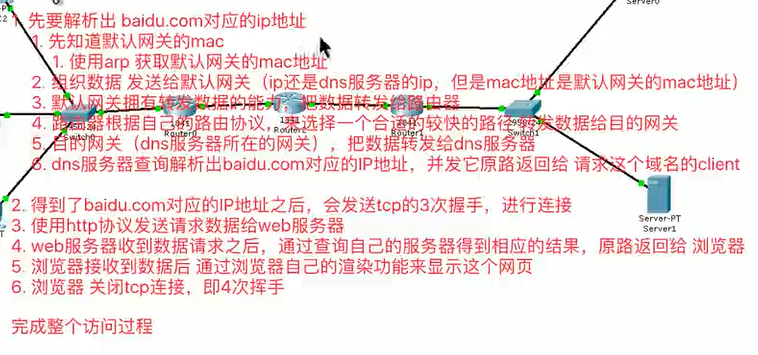 1. 先要解析出 baidu.com对应的ip地址
Server0
C2
1. 先知道默认网关的mac
1. 使用arp 获取默认网关的mac地址
2. 组织数据 发送给默认网关（ip还是dns服务器的ip，但是mac地址是默认网关的mac地址）
3. 默认网关拥有转发数据的能力，把数据转发给路由器
Switch0
Router0
1841
Router2
Router1
Switch1
4. 路由器根据自己的路由协议，来选择一个合适的较快的路径转发数据给目的网关
5. 目的网关（dns服务器所在的网关），把数据转发给dns服务器
6. dns服务器查询解析出baidu.com对应的IP地址，并发它原路返回给 请求这个域名的client
2. 得到了baidu.com对应的IP地址之后，会发送tcp的3次握手，进行连接
Server-PT
Server1
3. 使用http协议发送请求数据给web服务器
4. web服务器收到数据请求之后，通过查询自己的服务器得到相应的结果，原路返回给 浏览器
5. 浏览器接收到数据后 通过浏览器自己的渲染功能来显示这个网页
6. 浏览器 关闭tcp连接，即4次挥手
完成整个访问过程